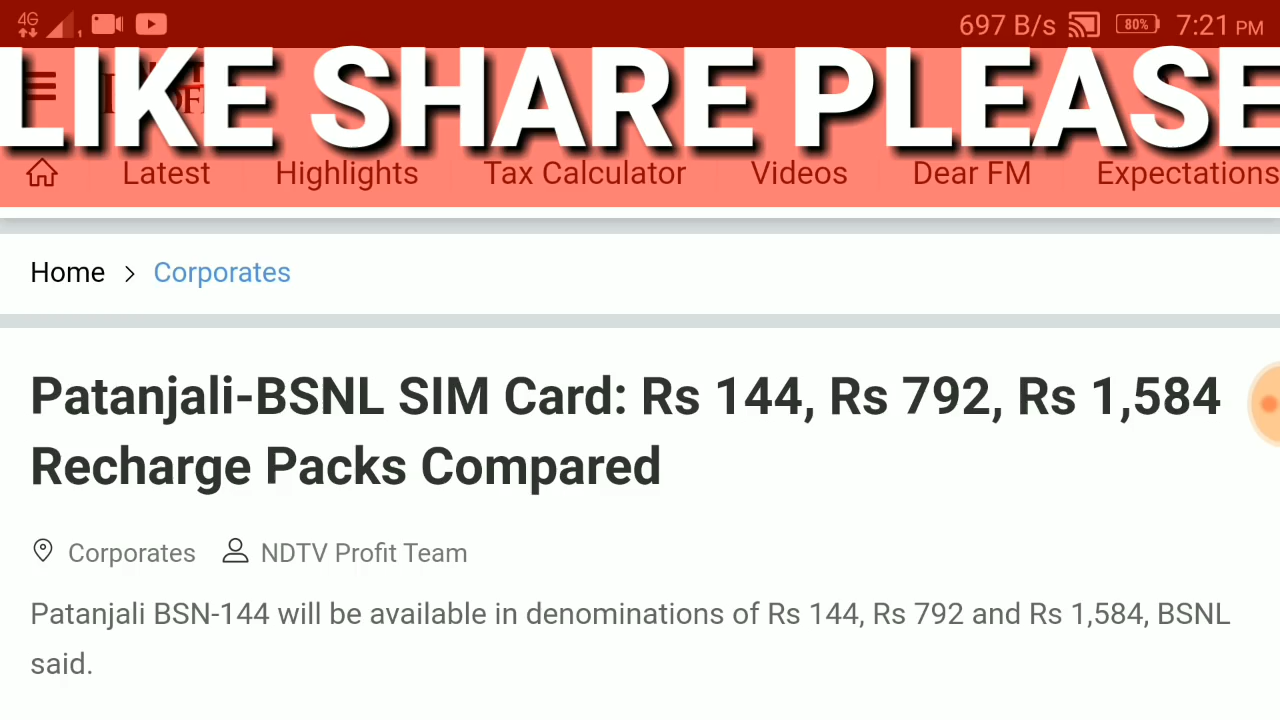 4G
697 B/s 80% 7:21 PM
LIKE SHARE PLEASE
Latest Highlights Tax Calculator Videos Dear FM Expectations
Home > Corporates
Patanjali-BSNL SIM Card: Rs 144, Rs 792, Rs 1,584
Recharge Packs Compared
Corporates NDTV Profit Team
Patanjali BSN-144 will be available in denominations of Rs 144, Rs 792 and Rs 1,584, BSNL
said.